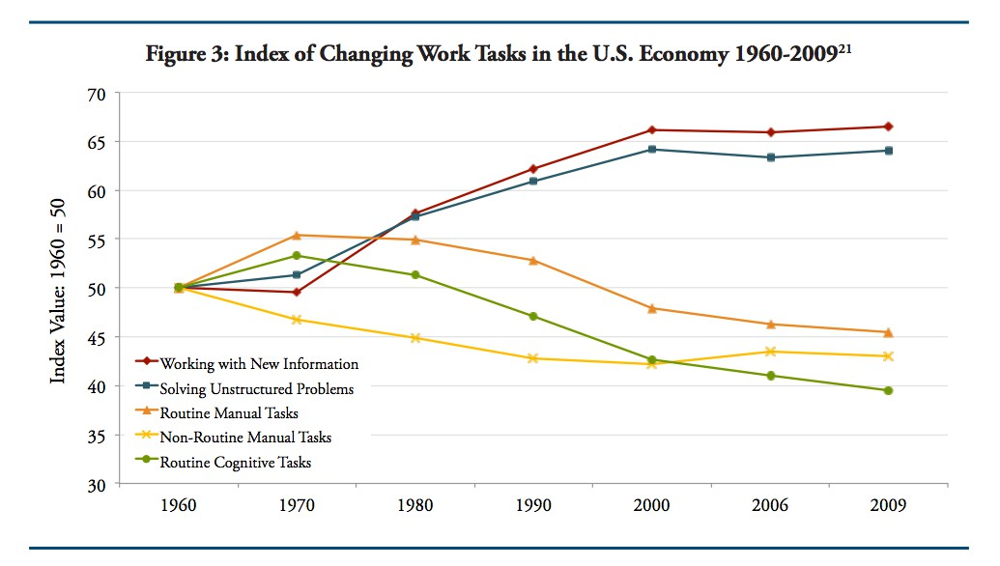 Figure 3: Index of Changing Work Tasks in the U.S. Economy 1960-2009²¹
70
65
60
55
50
45
40
35
30
Index Value: 1960 = 50
Working with New Information
Solving Unstructured Problems
Routine Manual Tasks
Non-Routine Manual Tasks
Routine Cognitive Tasks
1960 1970 1980 1990 2000 2006 2009